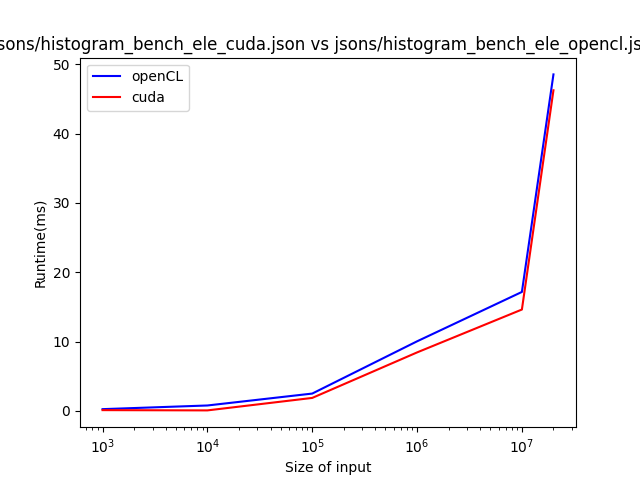 sons/histogram_bench_ele_cuda.json vs jsons/histogram_bench_ele_opencl.js
openCL
cuda
50
40
30
20
10
0
Runtime(ms)
10³ 10⁴ 10⁵ 10⁶ 10⁷
Size of input